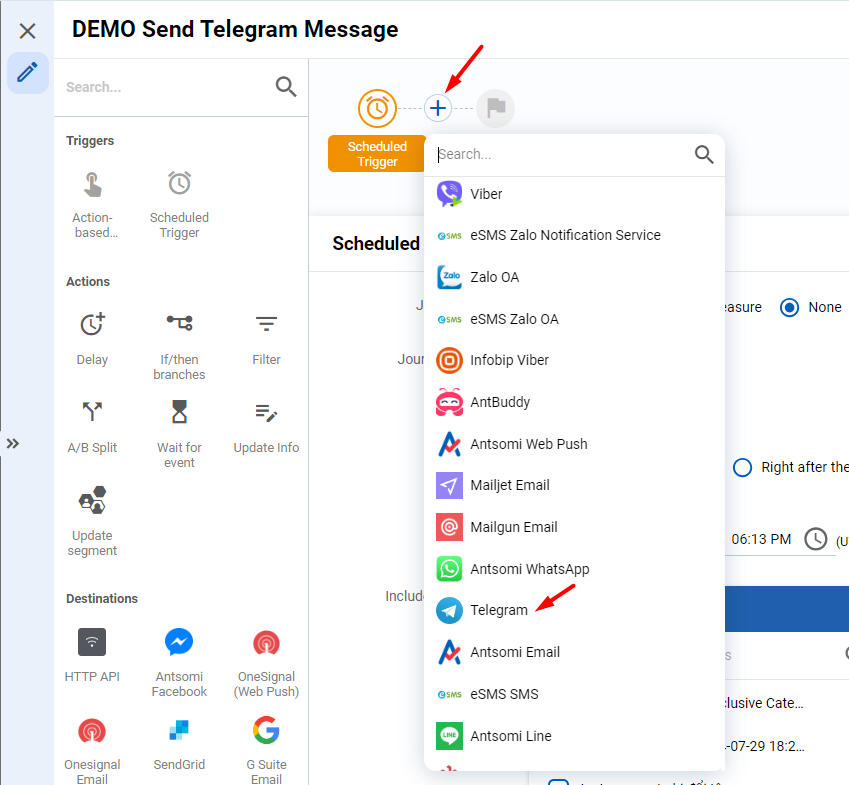 DEMO Send Telegram Message
Search...
Triggers
Action-
based...
Scheduled
Trigger
Actions
Delay
If/then
branches
Filter
A/B Split
Wait for
event
Update Info
Update
segment
Destinations
HTTP API
Antsomi
Facebook
OneSignal
(Web Push)
Onesignal
Email
SendGrid
G Suite
Email
Scheduled
Trigger
Search...
Viber
eSMS Zalo Notification Service
Zalo OA
eSMS Zalo OA
Infobip Viber
AntBuddy
Antsomi Web Push
Mailjet Email
Mailgun Email
Antsomi WhatsApp
Telegram
Antsomi Email
eSMS SMS
Antsomi Line
Scheduled
J
easure
None
Jour
Right after the
06:13 PM
(U
Includ
s
clusive Cate...
-07-29 18:2...